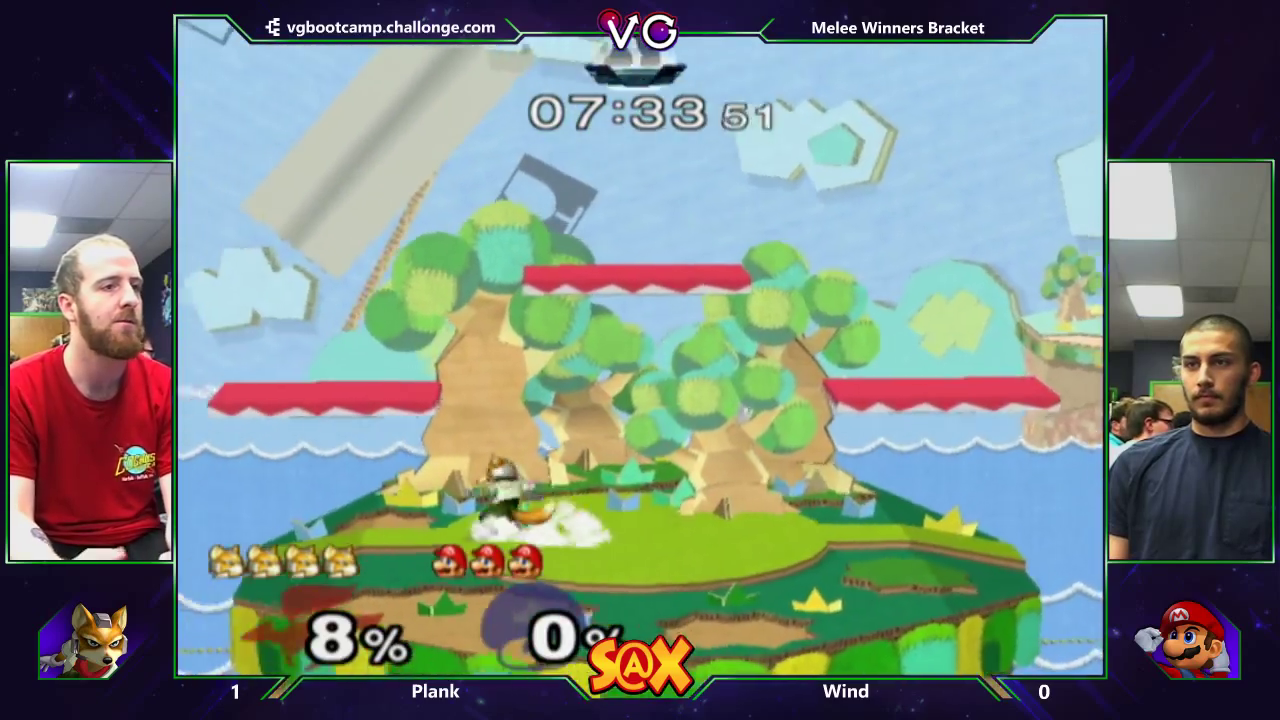 vgbootcamp.challonge.com
VG
Melee Winners Bracket
07:33 51
8%
0%
S@X
1
Plank
Wind
0